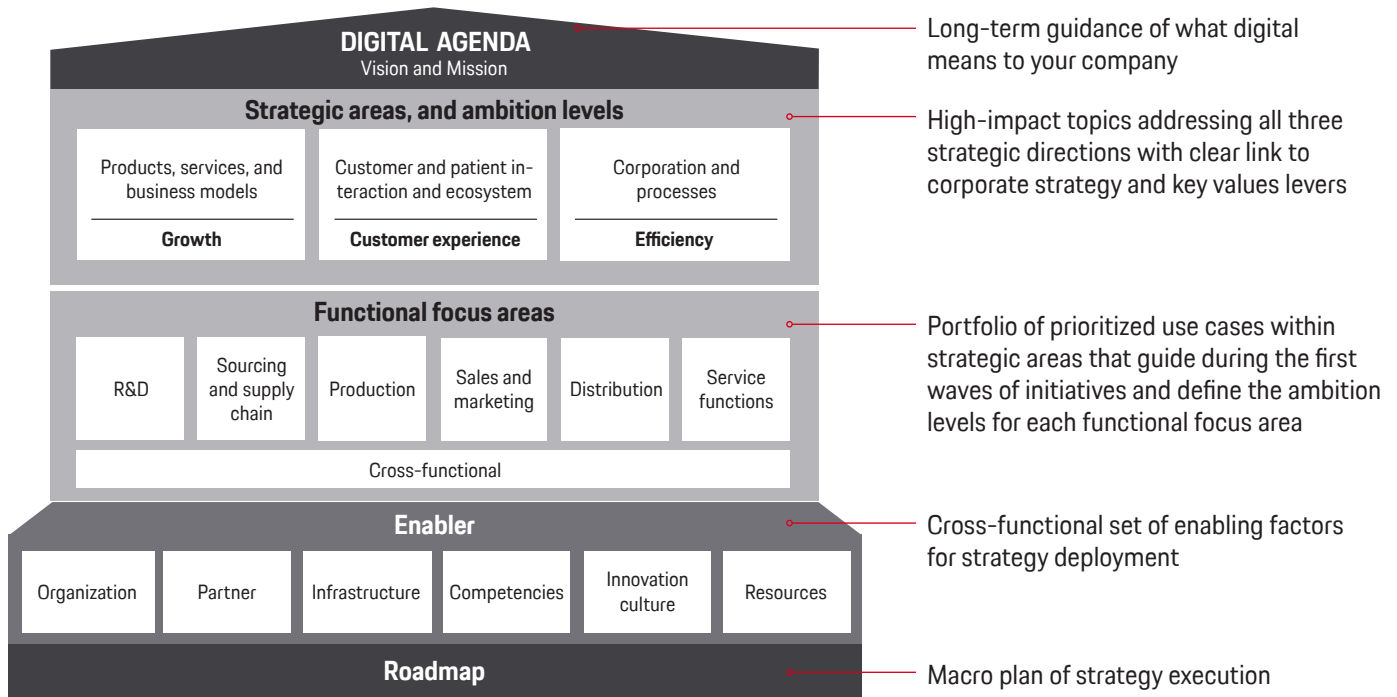 DIGITAL AGENDA
Vision and Mission
Long-term guidance of what digital
means to your company
Strategic areas, and ambition levels
Products, services, and
business models
Growth
Customer and patient in-
teraction and ecosystem
Customer experience
Corporation and
processes
Efficiency
High-impact topics addressing all three
strategic directions with clear link to
corporate strategy and key values levers
Functional focus areas
R&D
Sourcing
and supply
chain
Production
Sales and
marketing
Distribution
Service
functions
Cross-functional
Portfolio of prioritized use cases within
strategic areas that guide during the first
waves of initiatives and define the ambition
levels for each functional focus area
Enabler
Organization
Partner
Infrastructure
Competencies
Innovation
culture
Resources
Cross-functional set of enabling factors
for strategy deployment
Roadmap
Macro plan of strategy execution